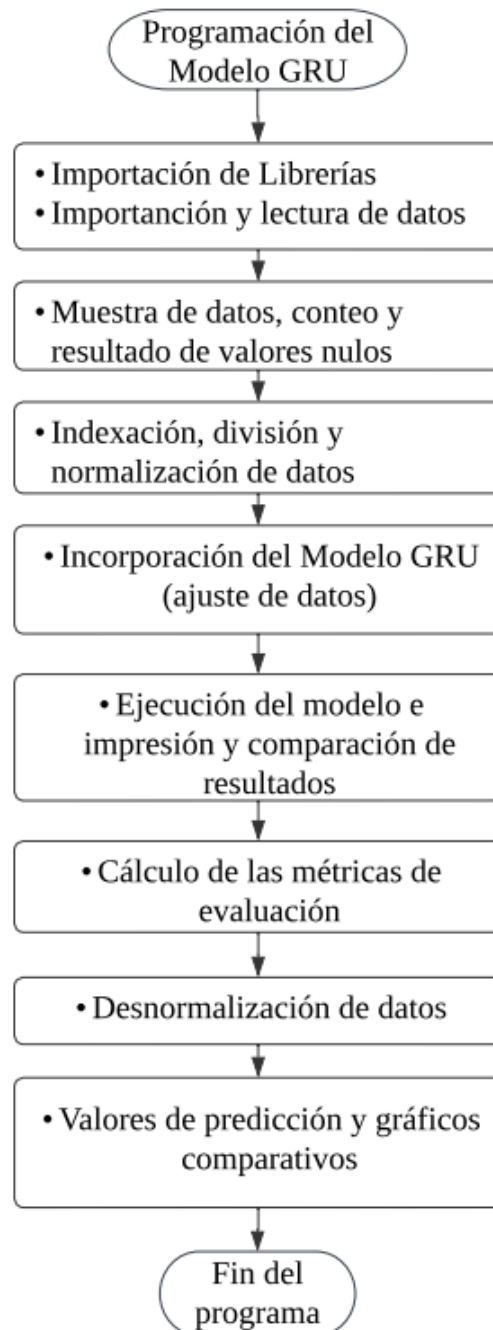 Programación del
Modelo GRU
• Importación de Librerías
• Importanción y lectura de datos
• Muestra de datos, conteo y
resultado de valores nulos
• Indexación, división y
normalización de datos
• Incorporación del Modelo GRU
(ajuste de datos)
• Ejecución del modelo e
impresión y comparación de
resultados
• Cálculo de las métricas de
evaluación
• Desnormalización de datos
• Valores de predicción y gráficos
comparativos
Fin del
programa